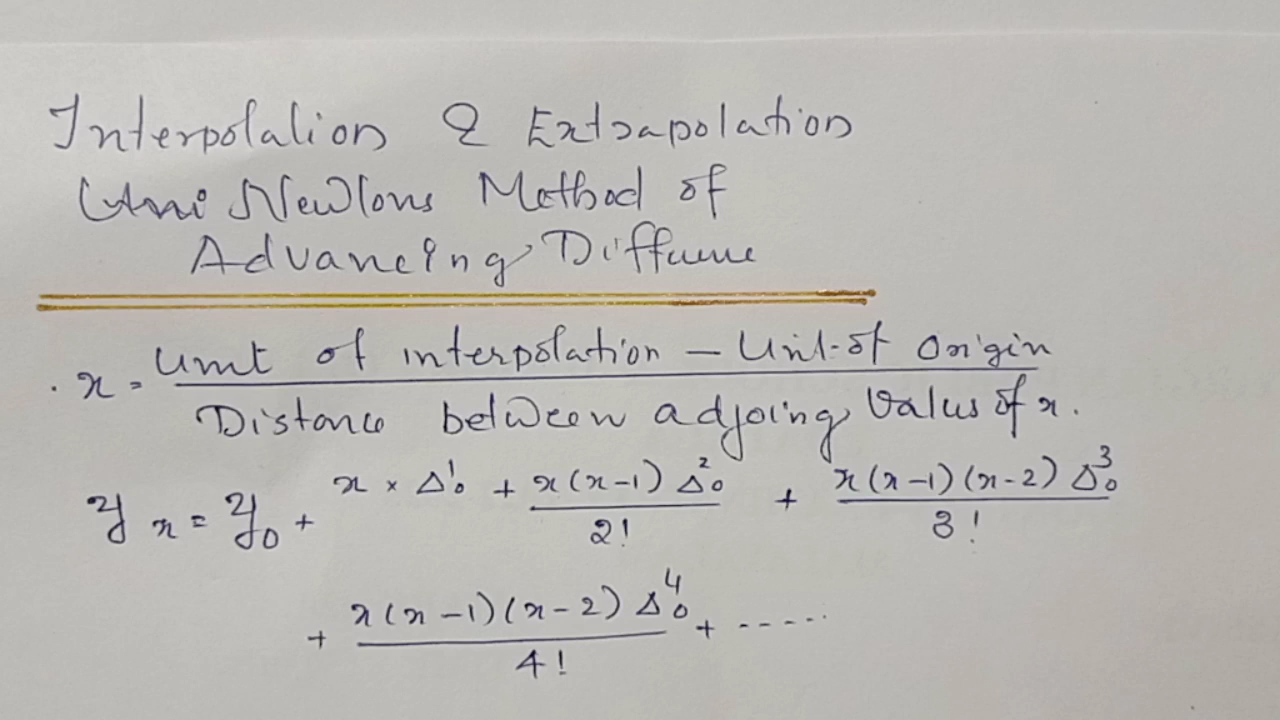 Interpolation & Extrapolation
Using Newtons Method of
Advancing Difference
x = Unit of interpolation – Unit of Origin / Distance between adjoing Values of x.
y x = y₀ + x × Δ¹₀ + x(x-1) Δ²₀ / 2! + x(x-1)(x-2) Δ³₀ / 3!
+ x(x-1)(x-2) Δ⁴₀ / 4! + .....